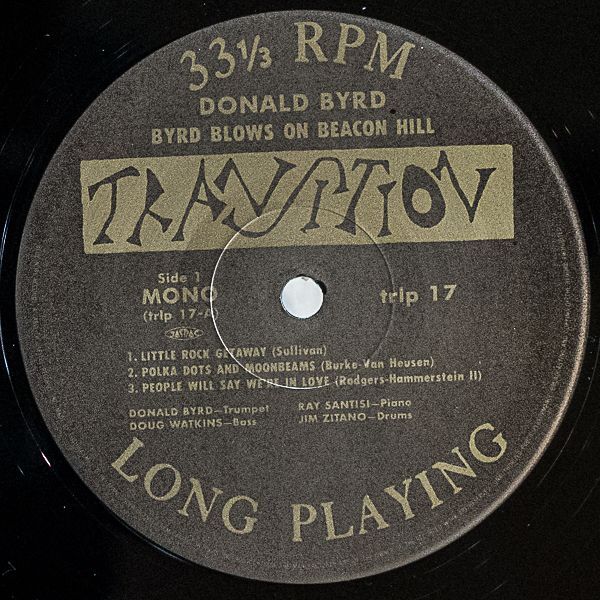 33⅓ RPM
DONALD BYRD
BYRD BLOWS ON BEACON HILL
TRANSITION
Side 1
MONO trlp 17
(trlp 17-A)
JASRAC
1. LITTLE ROCK GETAWAY (Sullivan)
2. POLKA DOTS AND MOONBEAMS (Burke-Van Heusen)
3. PEOPLE WILL SAY WE'RE IN LOVE (Rodgers-Hammerstein II)
DONALD BYRD—Trumpet RAY SANTISI—Piano
DOUG WATKINS—Bass JIM ZITANO—Drums
LONG PLAYING